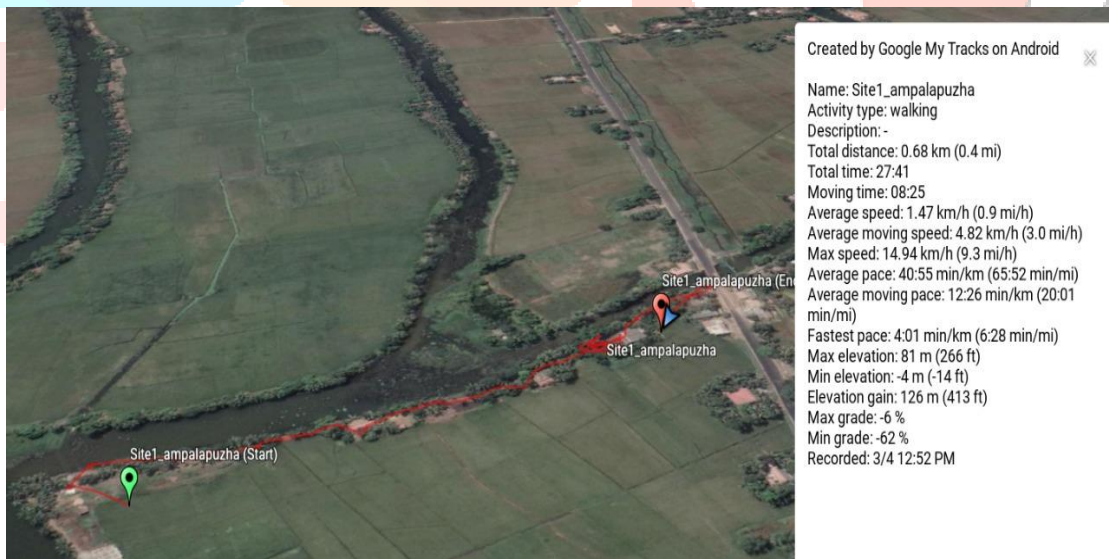 Created by Google My Tracks on Android
Name: Site1_ampalapuzha
Activity type: walking
Description: -
Total distance: 0.68 km (0.4 mi)
Total time: 27:41
Moving time: 08:25
Average speed: 1.47 km/h (0.9 mi/h)
Average moving speed: 4.82 km/h (3.0 mi/h)
Max speed: 14.94 km/h (9.3 mi/h)
Average pace: 40:55 min/km (65:52 min/mi)
Average moving pace: 12:26 min/km (20:01
min/mi)
Fastest pace: 4:01 min/km (6:28 min/mi)
Max elevation: 81 m (266 ft)
Min elevation: -4 m (-14 ft)
Elevation gain: 126 m (413 ft)
Max grade: -6 %
Min grade: -62 %
Recorded: 3/4 12:52 PM
Site1_ampalapuzha (End
Site1_ampalapuzha
Site1_ampalapuzha (Start)